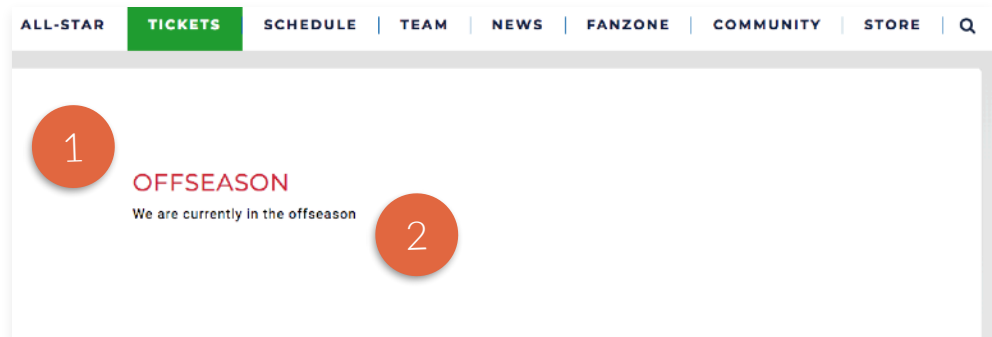 ALL-STAR TICKETS SCHEDULE TEAM NEWS FANZONE COMMUNITY STORE
1
OFFSEASON
We are currently in the offseason
2